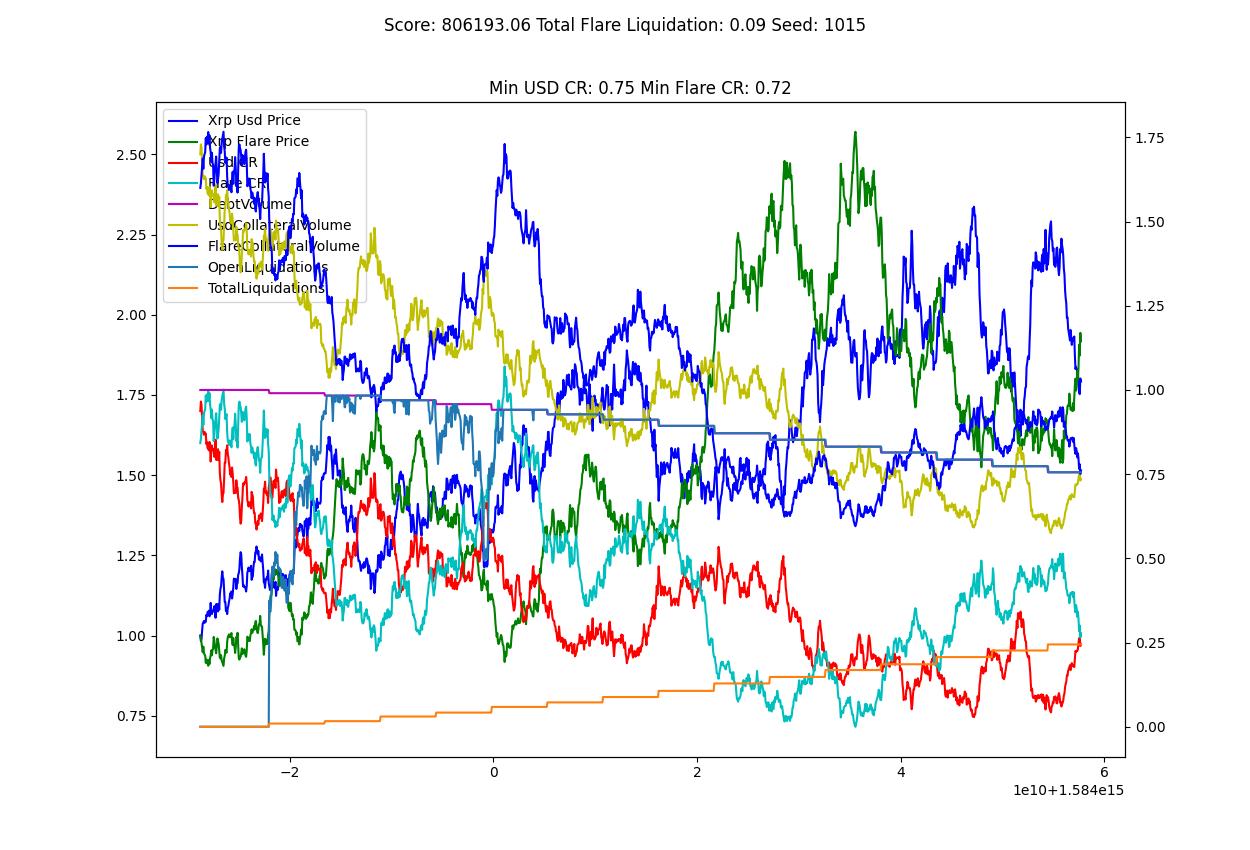 Score: 806193.06 Total Flare Liquidation: 0.09 Seed: 1015
Min USD CR: 0.75 Min Flare CR: 0.72
Xrp Usd Price
Xrp Flare Price
Usd CR
Flare CR
DebtVolume
UsdCollateralVolume
FlareCollateralVolume
OpenLiquidations
TotalLiquidations
2.50
2.25
2.00
1.75
1.50
1.25
1.00
0.75
1.75
1.50
1.25
1.00
0.75
0.50
0.25
0.00
−2 0 2 4 6
1e10+1.584e15